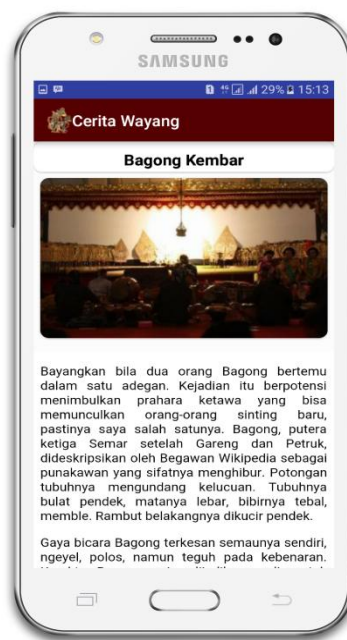 SAMSUNG
29% 15:13
Cerita Wayang
Bagong Kembar
Bayangkan bila dua orang Bagong bertemu
dalam satu adegan. Kejadian itu berpotensi
menimbulkan prahara ketawa yang bisa
memunculkan orang-orang sinting baru,
pastinya saya salah satunya. Bagong, putera
ketiga Semar setelah Gareng dan Petruk,
dideskripsikan oleh Begawan Wikipedia sebagai
punakawan yang sifatnya menghibur. Potongan
tubuhnya mengundang kelucuan. Tubuhnya
bulat pendek, matanya lebar, bibirnya tebal,
memble. Rambut belakangnya dikucir pendek.
Gaya bicara Bagong terkesan semaunya sendiri,
ngeyel, polos, namun teguh pada kebenaran.